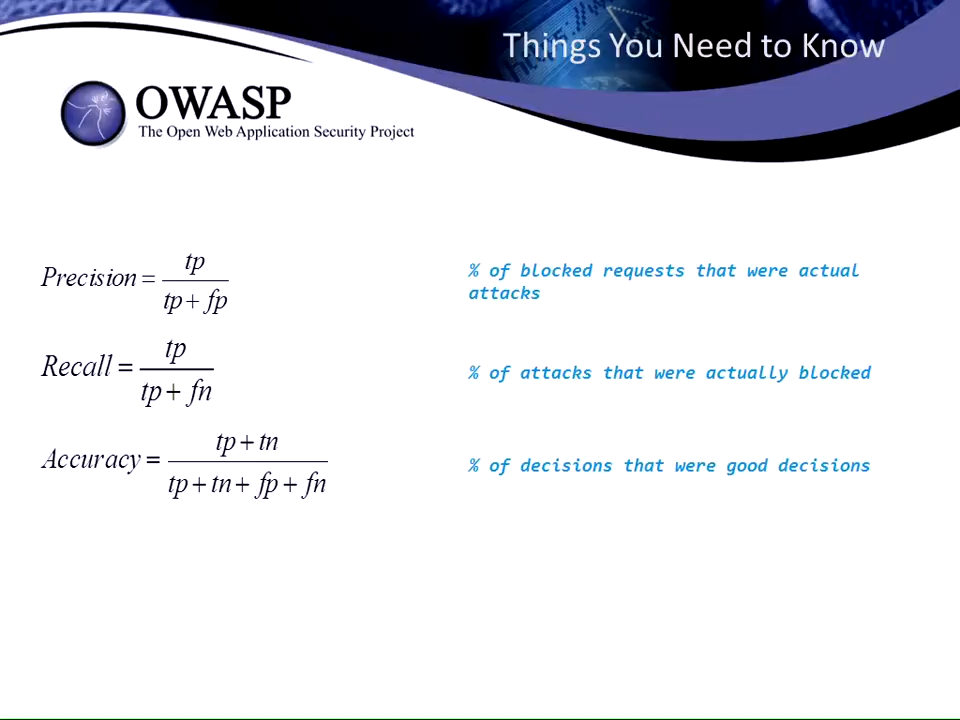 Things You Need to Know
OWASP
The Open Web Application Security Project
Precision = tp / tp + fp
% of blocked requests that were actual
attacks
Recall = tp / tp + fn
% of attacks that were actually blocked
Accuracy = tp + tn / tp + tn + fp + fn
% of decisions that were good decisions